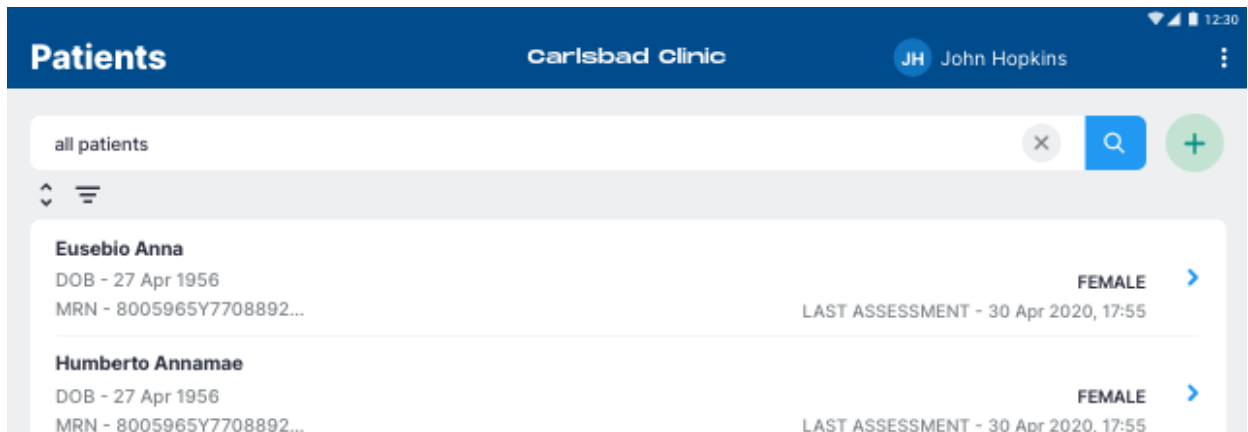 12:30
Patients
Carlsbad Clinic
JH John Hopkins
all patients
Eusebio Anna
DOB - 27 Apr 1956
FEMALE
MRN - 8005965Y7708892...
LAST ASSESSMENT - 30 Apr 2020, 17:55
Humberto Annamae
DOB - 27 Apr 1956
FEMALE
MRN - 8005965Y7708892...
LAST ASSESSMENT - 30 Apr 2020, 17:55